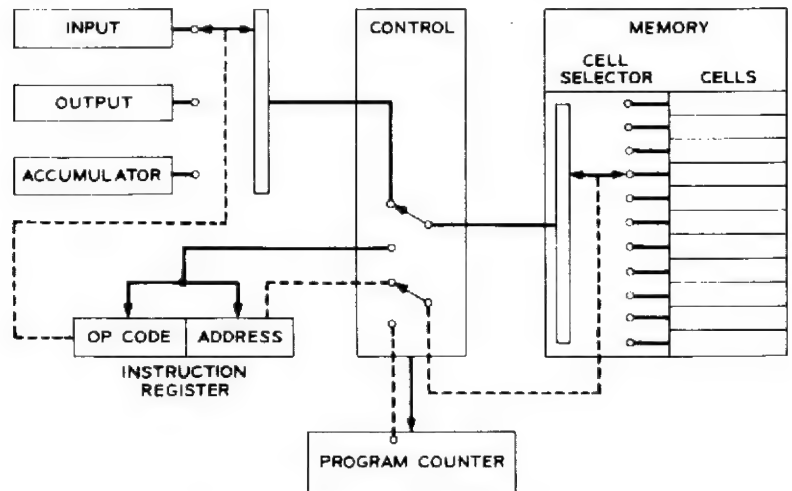 INPUT
OUTPUT
ACCUMULATOR
CONTROL
MEMORY
CELL
SELECTOR
CELLS
OP CODE
ADDRESS
INSTRUCTION
REGISTER
PROGRAM COUNTER